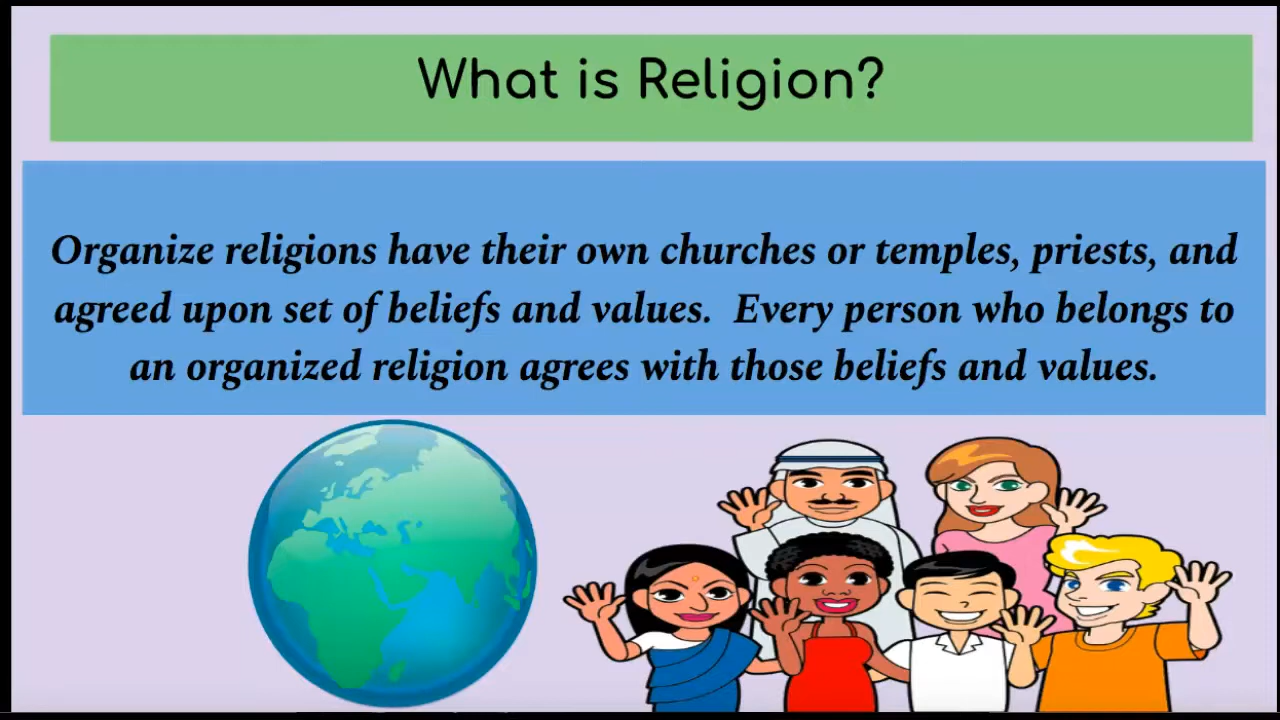 What is Religion?
Organize religions have their own churches or temples, priests, and
agreed upon set of beliefs and values.  Every person who belongs to
an organized religion agrees with those beliefs and values.